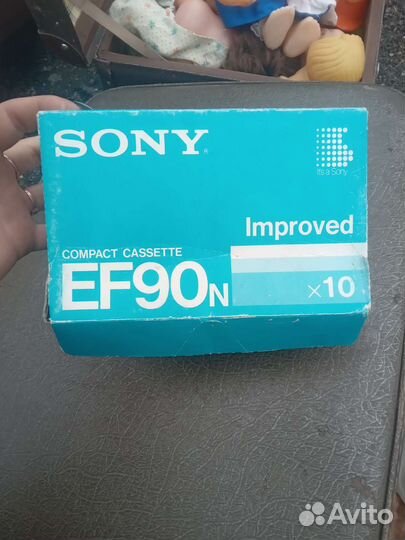 SONY®
It's a Sony
Improved
COMPACT CASSETTE
EF90N
×10
Avito